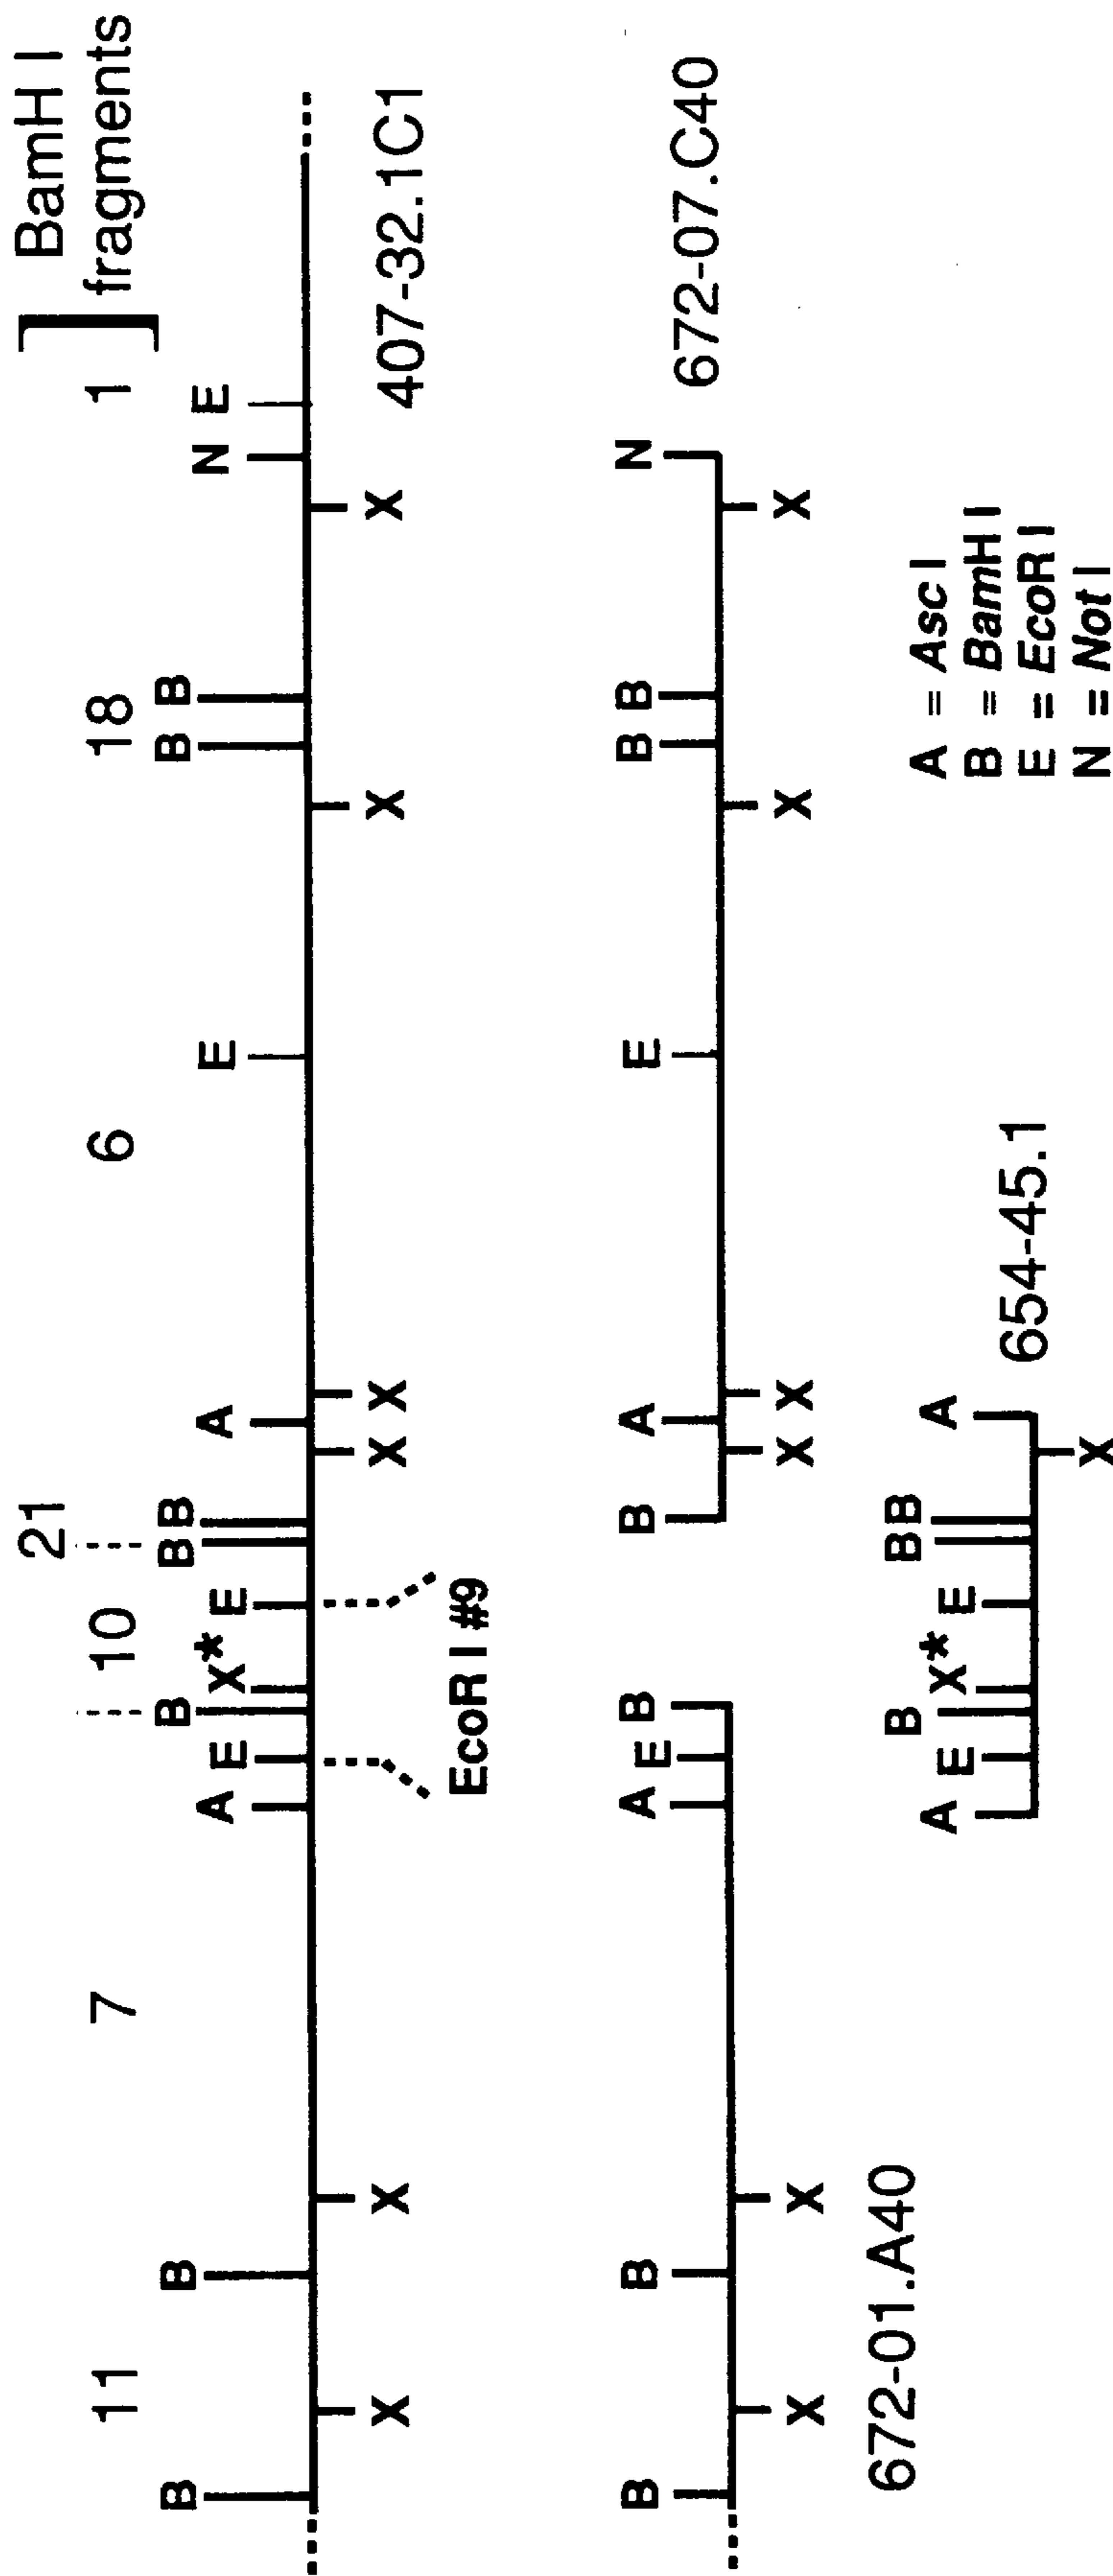 11 7 10 21 6 18 1 ] BamH I
fragments
B B A E B X* E B B A E B B N E
X X X X X X
EcoR I #9
407-32.1C1
B B A E B
X X
672-01.A40
B A E B B N
X X X X
672-07.C40
A E B X* E B B A
X
654-45.1
A = Asc I
B = BamH I
E = EcoR I
N = Not I